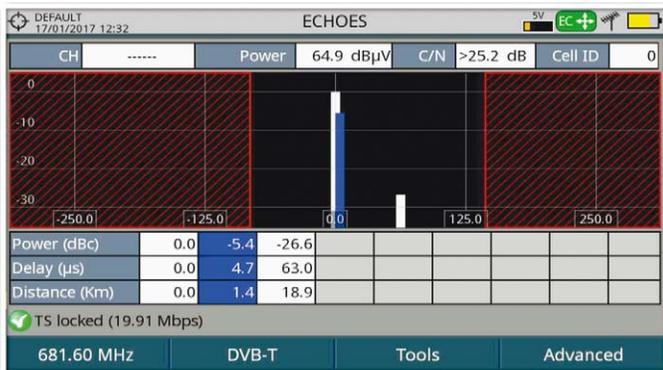 DEFAULT
17/01/2017 12:32
ECHOES
5V
EC
CH ------ Power 64.9 dBµV C/N >25.2 dB Cell ID 0
0
-10
-20
-30
-250.0 -125.0 0.0 125.0 250.0
Power (dBc) 0.0 -5.4 -26.6
Delay (µs) 0.0 4.7 63.0
Distance (Km) 0.0 1.4 18.9
TS locked (19.91 Mbps)
681.60 MHz DVB-T Tools Advanced